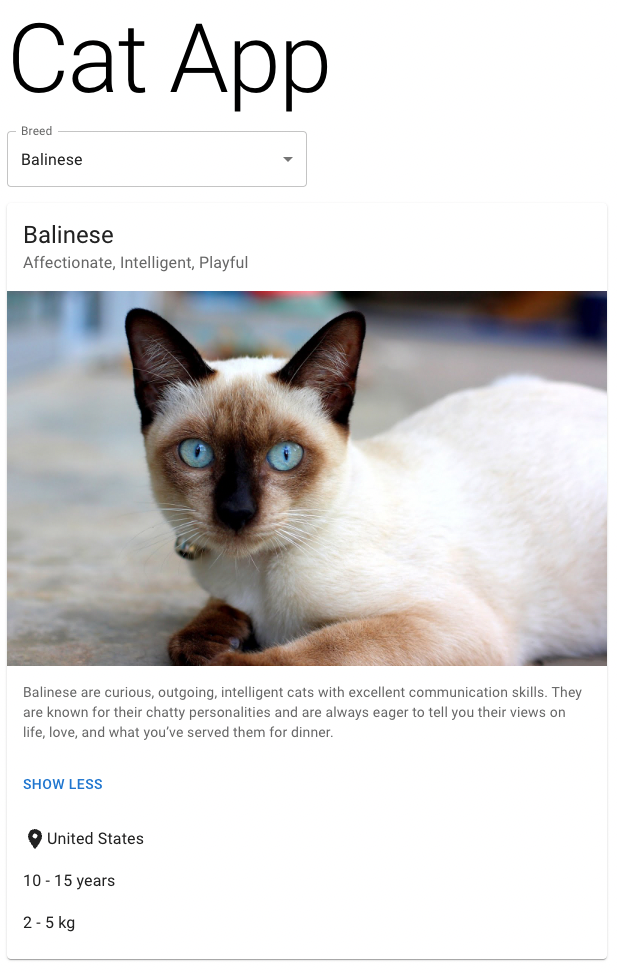 Cat App
Breed
Balinese
Balinese
Affectionate, Intelligent, Playful
Balinese are curious, outgoing, intelligent cats with excellent communication skills. They
are known for their chatty personalities and are always eager to tell you their views on
life, love, and what you’ve served them for dinner.
SHOW LESS
United States
10 - 15 years
2 - 5 kg